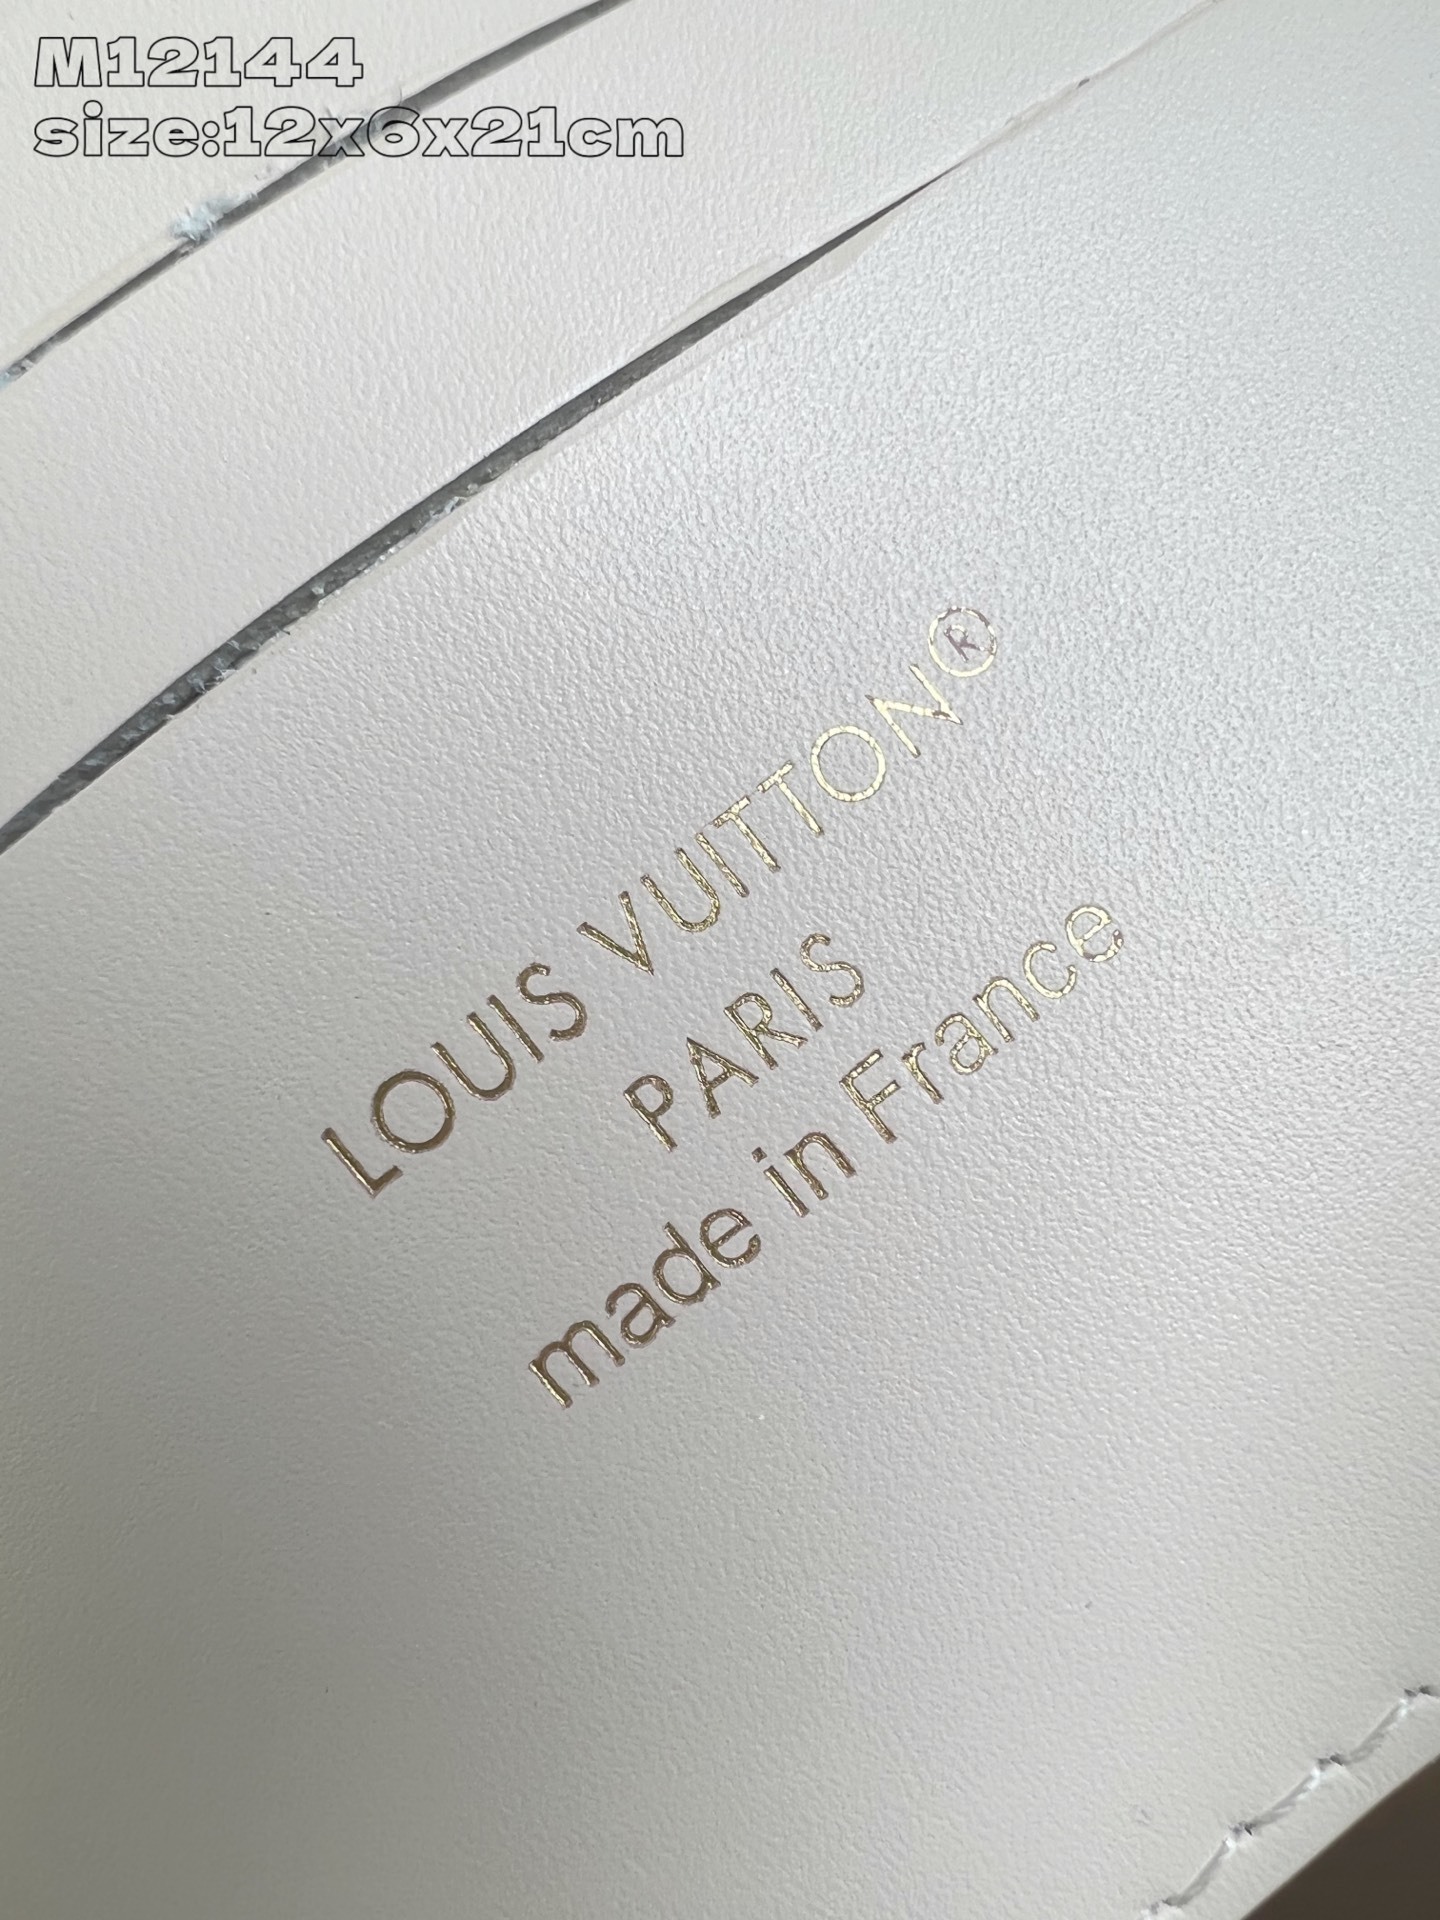 M12144
size:12x6x21cm
LOUIS VUITTON®
PARIS
made in France